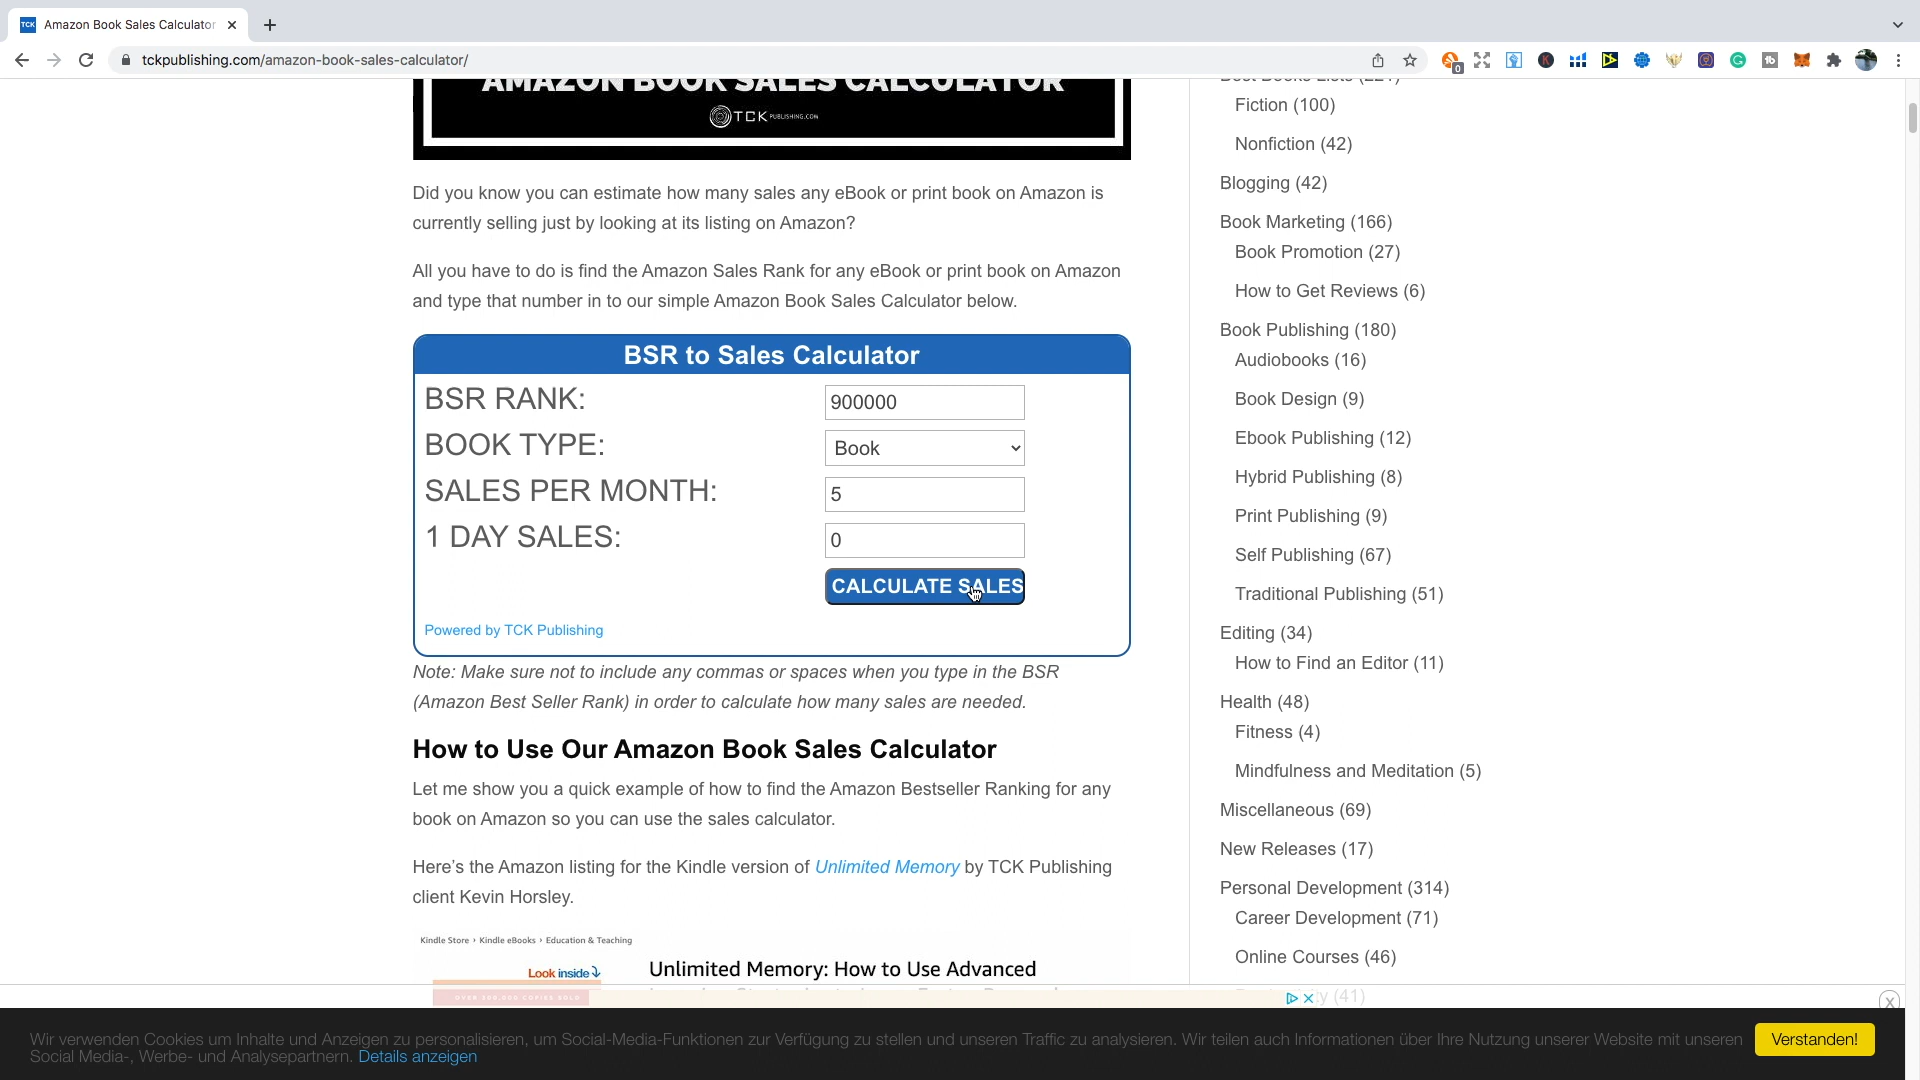 Amazon Book Sales Calculator
tckpublishing.com/amazon-book-sales-calculator/
AMAZON BOOK SALES CALCULATOR
TCK PUBLISHING.COM
Did you know you can estimate how many sales any eBook or print book on Amazon is
currently selling just by looking at its listing on Amazon?
All you have to do is find the Amazon Sales Rank for any eBook or print book on Amazon
and type that number in to our simple Amazon Book Sales Calculator below.
BSR to Sales Calculator
BSR RANK: 900000
BOOK TYPE: Book
SALES PER MONTH: 5
1 DAY SALES: 0
CALCULATE SALES
Powered by TCK Publishing
Note: Make sure not to include any commas or spaces when you type in the BSR
(Amazon Best Seller Rank) in order to calculate how many sales are needed.
How to Use Our Amazon Book Sales Calculator
Let me show you a quick example of how to find the Amazon Bestseller Ranking for any
book on Amazon so you can use the sales calculator.
Here's the Amazon listing for the Kindle version of Unlimited Memory by TCK Publishing
client Kevin Horsley.
Kindle Store › Kindle eBooks › Education & Teaching
Look inside
Unlimited Memory: How to Use Advanced
OVER 300,000 COPIES SOLD
Best Books Lists (221)
Fiction (100)
Nonfiction (42)
Blogging (42)
Book Marketing (166)
Book Promotion (27)
How to Get Reviews (6)
Book Publishing (180)
Audiobooks (16)
Book Design (9)
Ebook Publishing (12)
Hybrid Publishing (8)
Print Publishing (9)
Self Publishing (67)
Traditional Publishing (51)
Editing (34)
How to Find an Editor (11)
Health (48)
Fitness (4)
Mindfulness and Meditation (5)
Miscellaneous (69)
New Releases (17)
Personal Development (314)
Career Development (71)
Online Courses (46)
(41)
Wir verwenden Cookies um Inhalte und Anzeigen zu personalisieren, um Social-Media-Funktionen zur Verfügung zu stellen und unseren Traffic zu analysieren. Wir teilen auch Informationen über Ihre Nutzung unserer Website mit unseren
Social Media-, Werbe- und Analysepartnern. Details anzeigen
Verstanden!